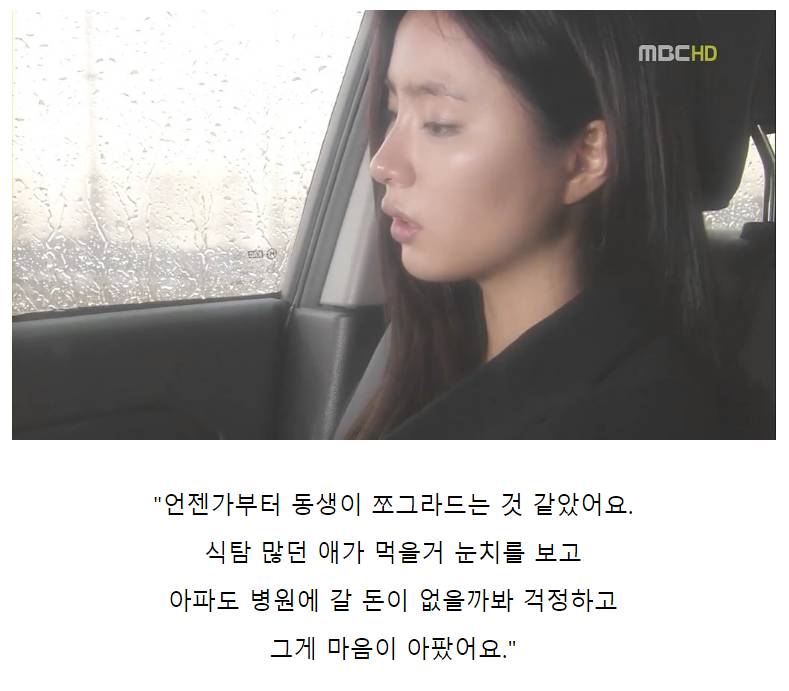 MBCHD
"언젠가부터 동생이 쪼그라드는 것 같았어요.
식탐 많던 애가 먹을거 눈치를 보고
아파도 병원에 갈 돈이 없을까봐 걱정하고
그게 마음이 아팠어요."